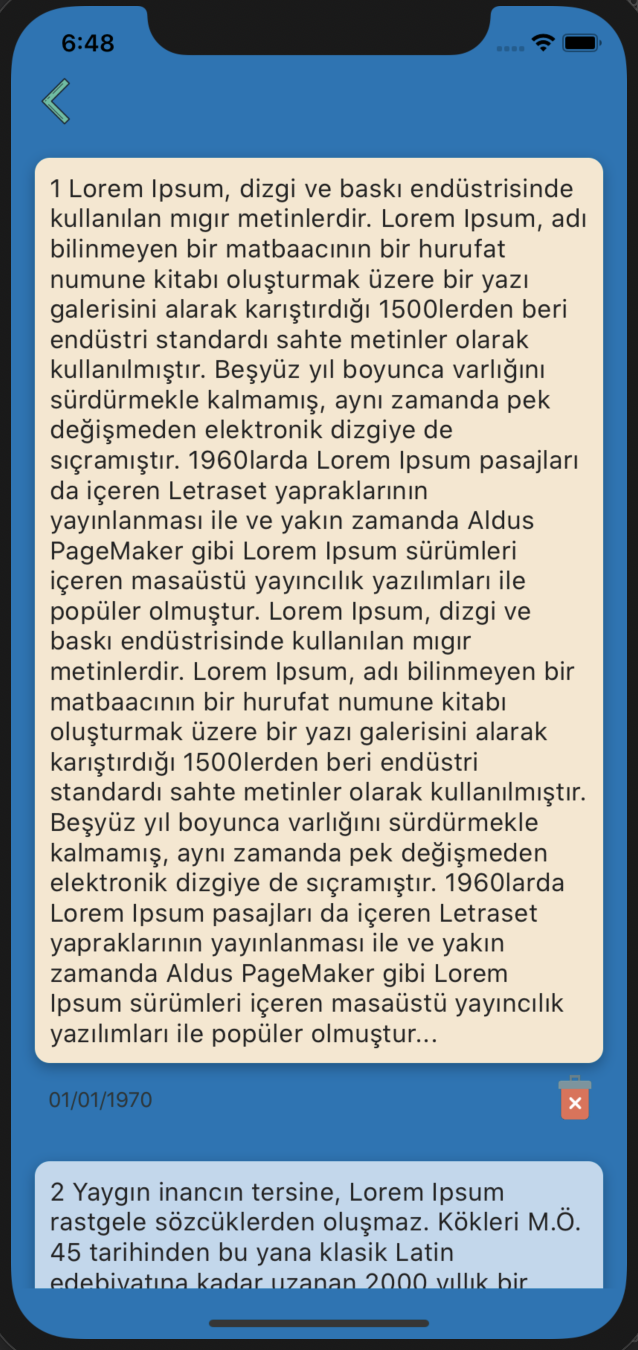 6:48
1 Lorem Ipsum, dizgi ve baskı endüstrisinde
kullanılan mıgır metinlerdir. Lorem Ipsum, adı
bilinmeyen bir matbaacının bir hurufat
numune kitabı oluşturmak üzere bir yazı
galerisini alarak karıştırdığı 1500lerden beri
endüstri standardı sahte metinler olarak
kullanılmıştır. Beşyüz yıl boyunca varlığını
sürdürmekle kalmamış, aynı zamanda pek
değişmeden elektronik dizgiye de
sıçramıştır. 1960larda Lorem Ipsum pasajları
da içeren Letraset yapraklarının
yayınlanması ile ve yakın zamanda Aldus
PageMaker gibi Lorem Ipsum sürümleri
içeren masaüstü yayıncılık yazılımları ile
popüler olmuştur. Lorem Ipsum, dizgi ve
baskı endüstrisinde kullanılan mıgır
metinlerdir. Lorem Ipsum, adı bilinmeyen bir
matbaacının bir hurufat numune kitabı
oluşturmak üzere bir yazı galerisini alarak
karıştırdığı 1500lerden beri endüstri
standardı sahte metinler olarak kullanılmıştır.
Beşyüz yıl boyunca varlığını sürdürmekle
kalmamış, aynı zamanda pek değişmeden
elektronik dizgiye de sıçramıştır. 1960larda
Lorem Ipsum pasajları da içeren Letraset
yapraklarının yayınlanması ile ve yakın
zamanda Aldus PageMaker gibi Lorem
Ipsum sürümleri içeren masaüstü yayıncılık
yazılımları ile popüler olmuştur...
01/01/1970
2 Yaygın inancın tersine, Lorem Ipsum
rastgele sözcüklerden oluşmaz. Kökleri M.Ö.
45 tarihinden bu yana klasik Latin
edebiyatına kadar uzanan 2000 yıllık bir